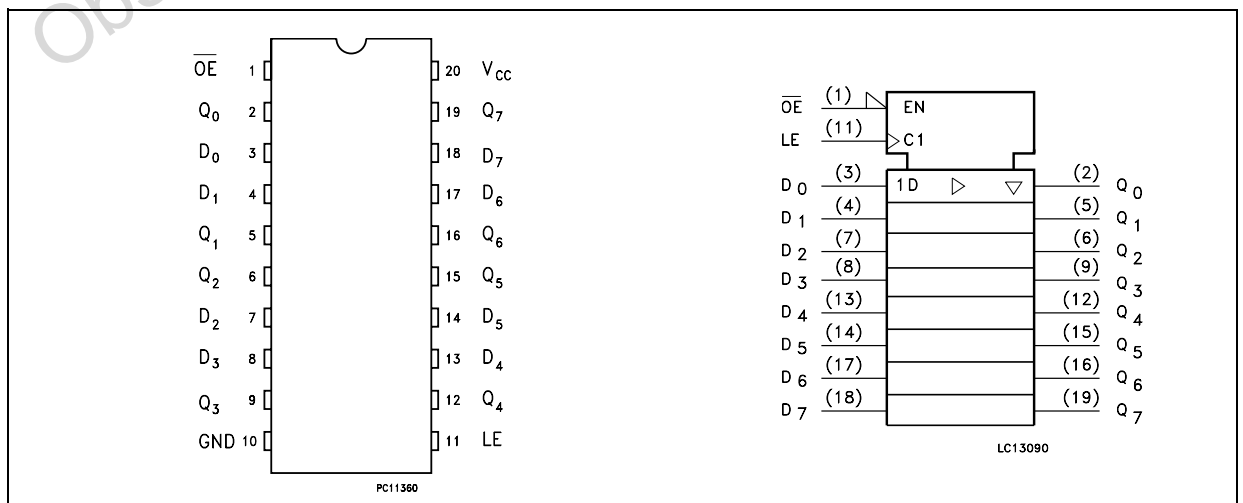 Obs
OE 1 20 VCC
Q0 2 19 Q7
D0 3 18 D7
D1 4 17 D6
Q1 5 16 Q6
Q2 6 15 Q5
D2 7 14 D5
D3 8 13 D4
Q3 9 12 Q4
GND 10 11 LE
PC11360
OE (1) EN
LE (11) C1
D0 (3) 1D (2) Q0
D1 (4) (5) Q1
D2 (7) (6) Q2
D3 (8) (9) Q3
D4 (13) (12) Q4
D5 (14) (15) Q5
D6 (17) (16) Q6
D7 (18) (19) Q7
LC13090